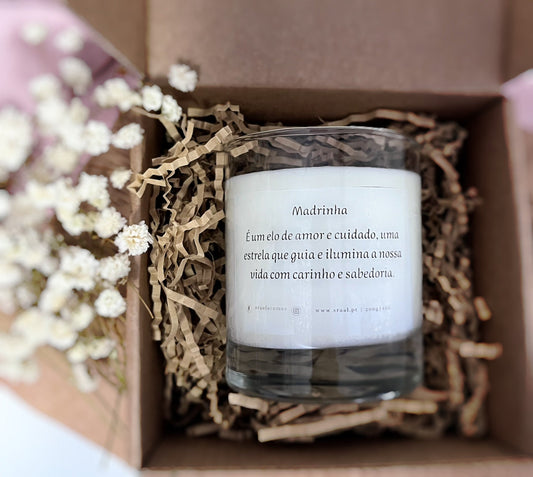 Madrinha
É um elo de amor e cuidado, uma
estrela que guia e ilumina a nossa
vida com carinho e sabedoria.